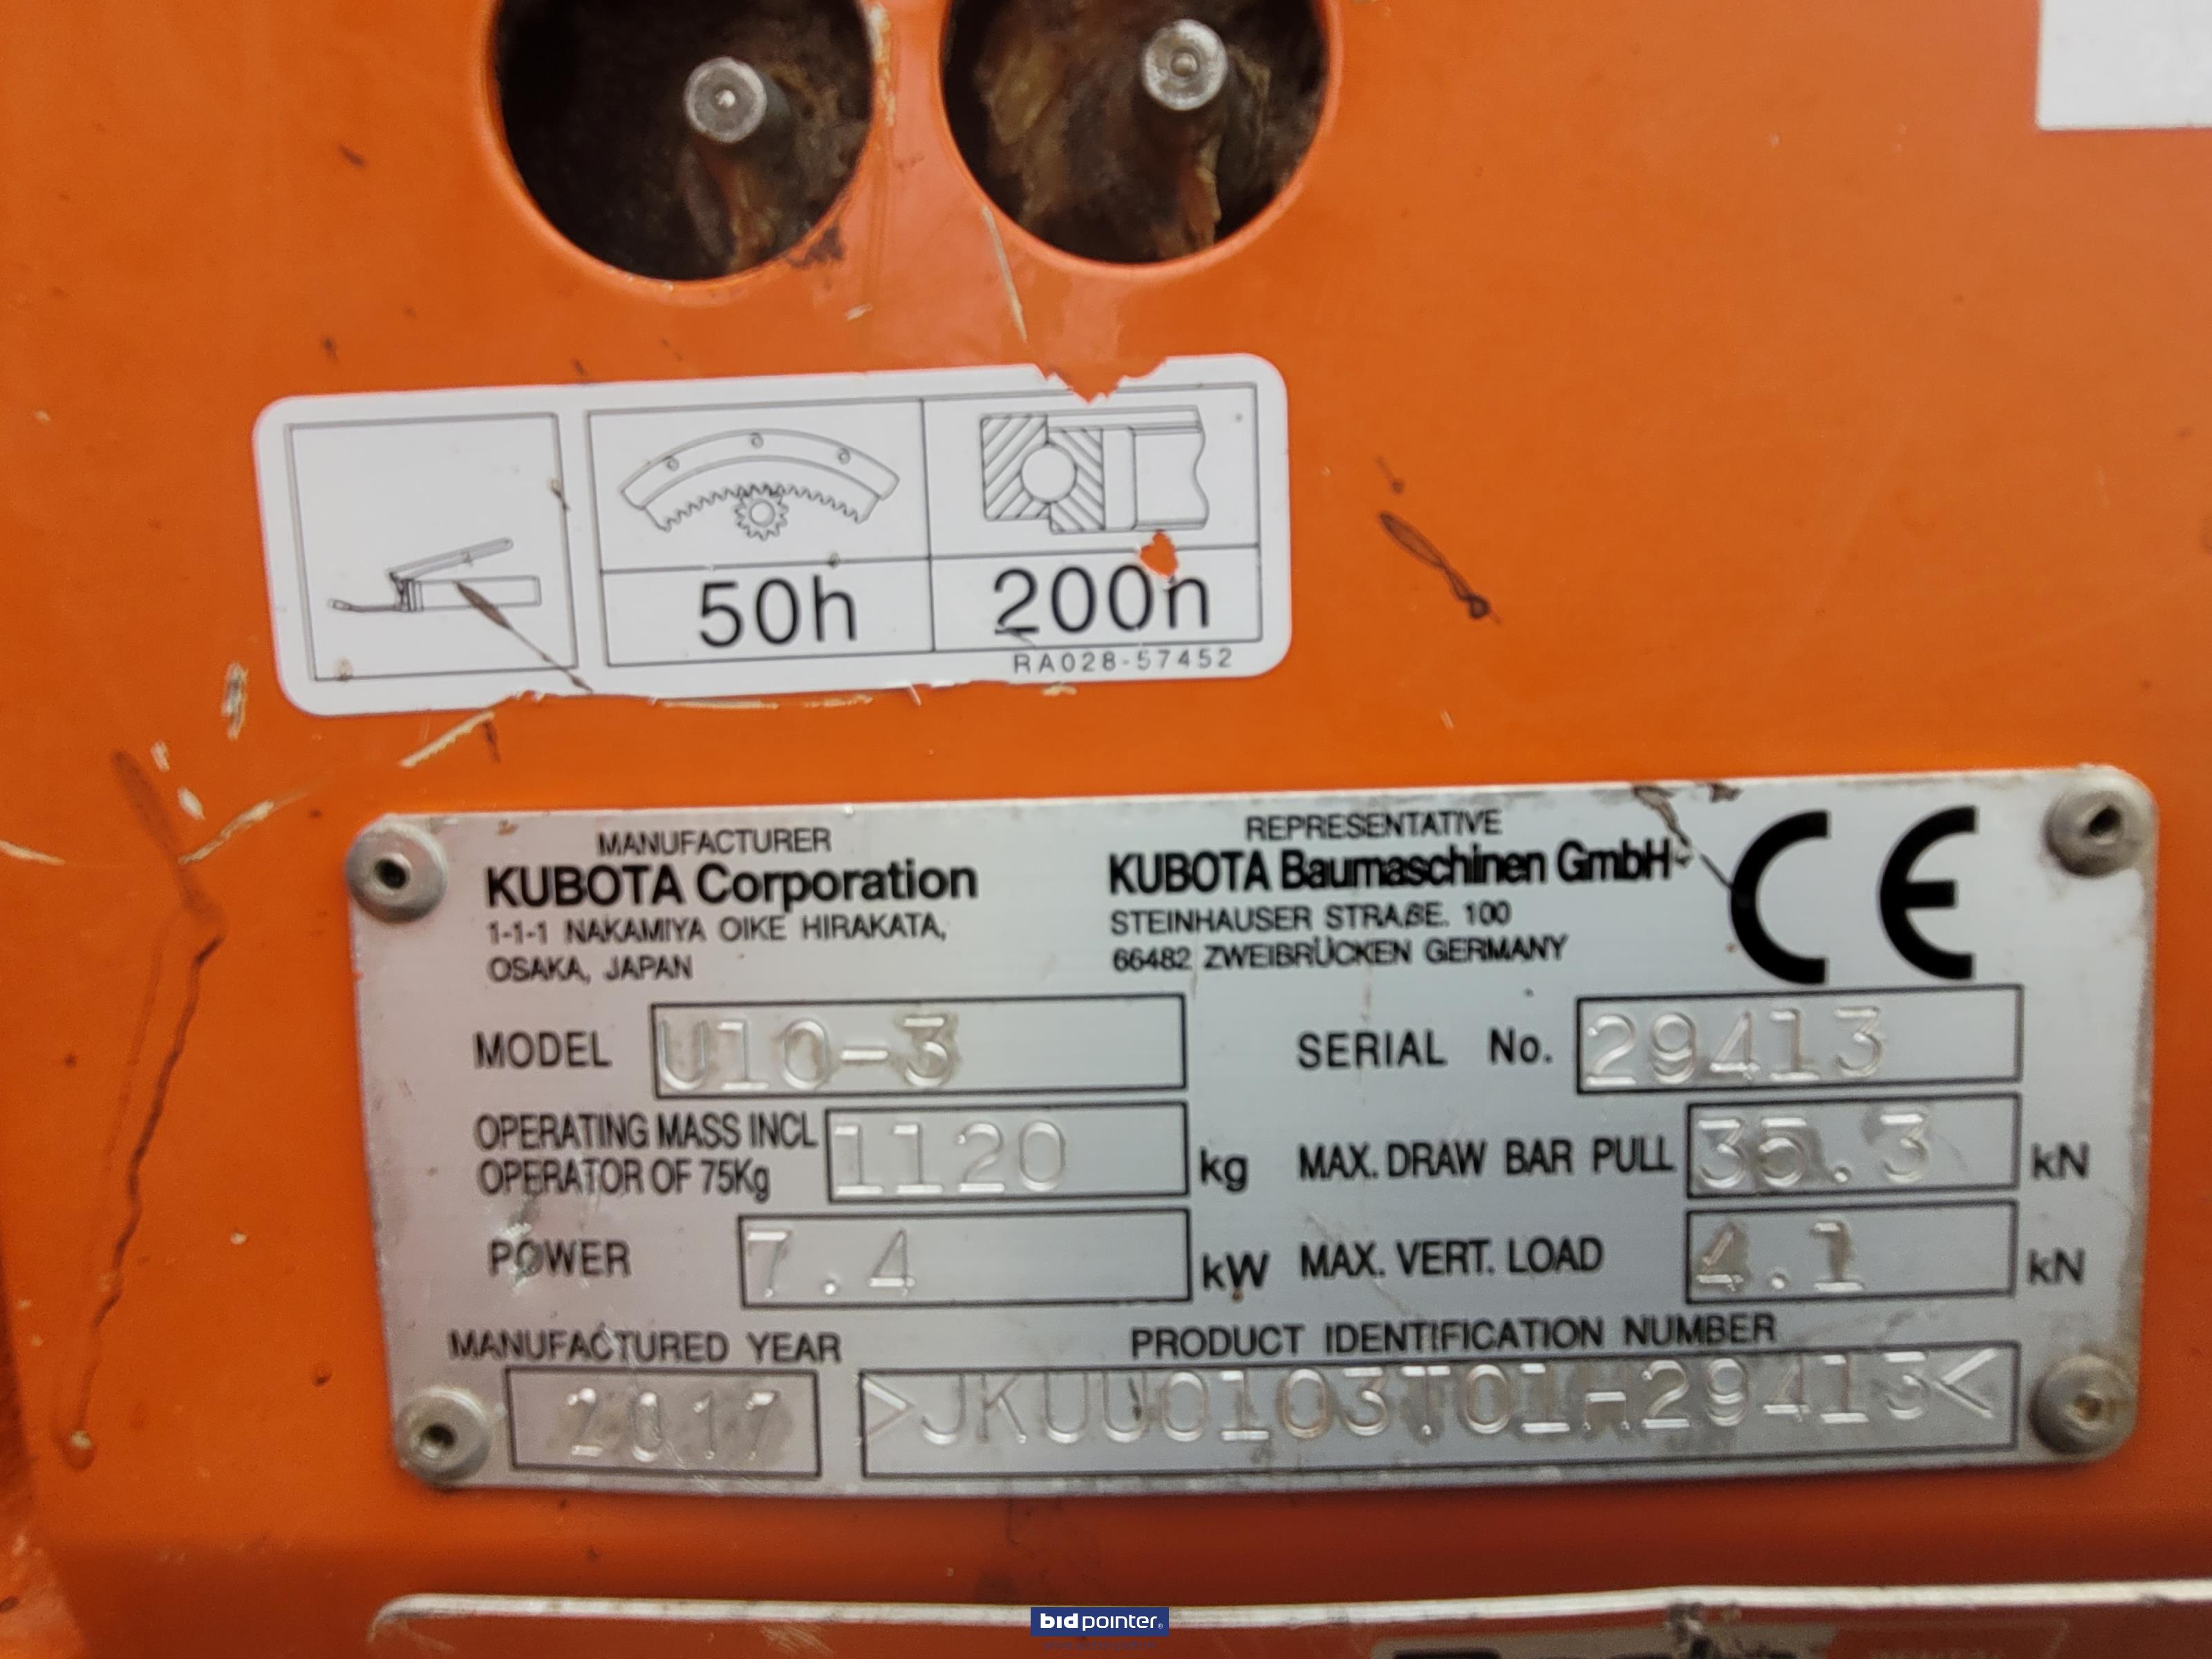 50h
200h
RA028-57452
MANUFACTURER
KUBOTA Corporation
1-1-1 NAKAMIYA OIKE HIRAKATA,
OSAKA, JAPAN
REPRESENTATIVE
KUBOTA Baumaschinen GmbH
STEINHAUSER STRAßE. 100
66482 ZWEIBRÜCKEN GERMANY
CE
MODEL U10-3
SERIAL No. 29413
OPERATING MASS INCL
OPERATOR OF 75Kg 1120 kg
MAX. DRAW BAR PULL 35.3 kN
POWER 7.4 kW
MAX. VERT. LOAD 4.1 kN
MANUFACTURED YEAR
2017
PRODUCT IDENTIFICATION NUMBER
>JKUU0103T01H29413<
bidpointer